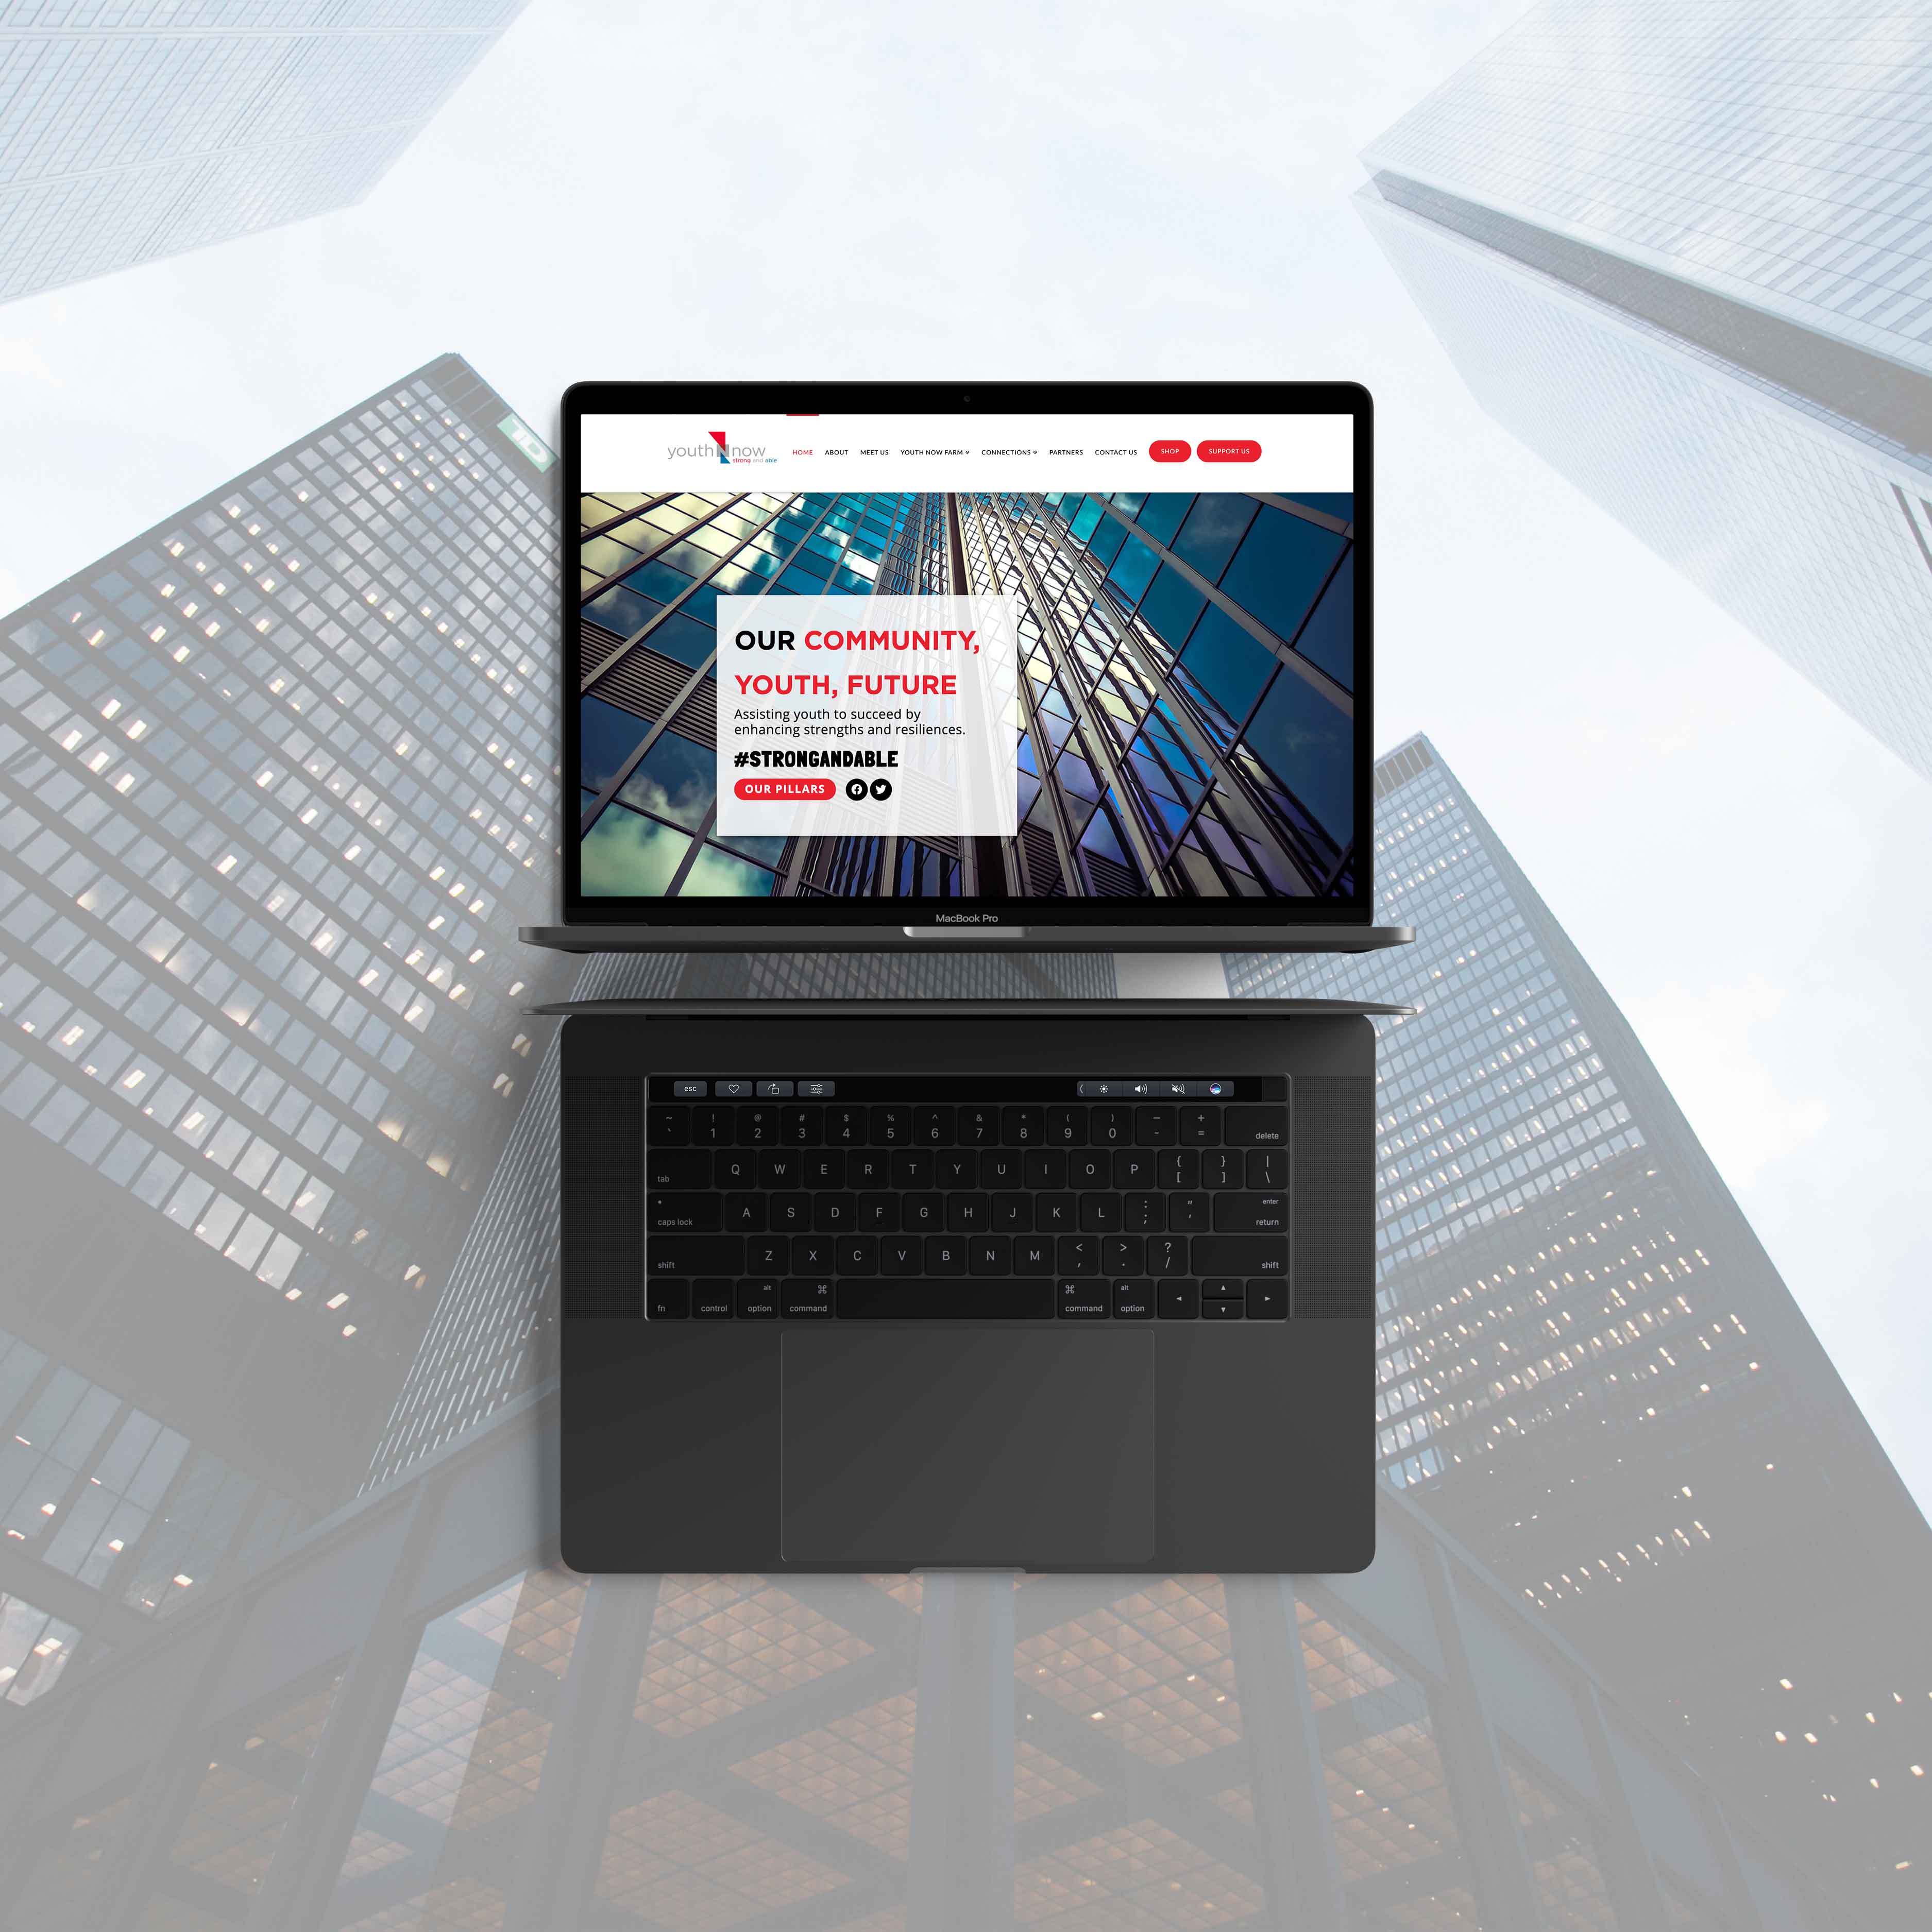 TD
youth N now
strong and able
HOME ABOUT MEET US YOUTH NOW FARM CONNECTIONS PARTNERS CONTACT US SHOP SUPPORT US
OUR COMMUNITY,
YOUTH, FUTURE
Assisting youth to succeed by
enhancing strengths and resiliences.
#STRONGANDABLE
OUR PILLARS
MacBook Pro
esc
~ ! @ # $ % ^ & * ( ) — +
` 1 2 3 4 5 6 7 8 9 0 - = delete
tab Q W E R T Y U I O P { [ } ] | \
caps lock A S D F G H J K L : ; " ' enter return
shift Z X C V B N M < , > . ? / shift
fn control alt option ⌘ command ⌘ command alt option